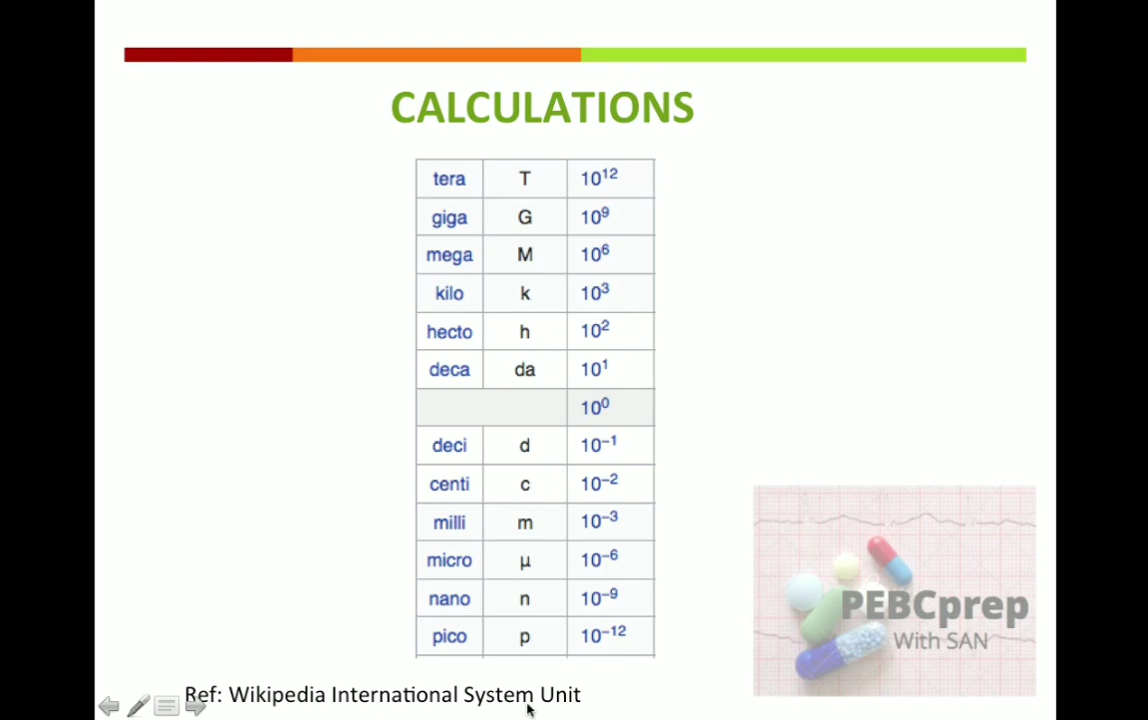 CALCULATIONS
tera T 10¹²
giga G 10⁹
mega M 10⁶
kilo k 10³
hecto h 10²
deca da 10¹
10⁰
deci d 10⁻¹
centi c 10⁻²
milli m 10⁻³
micro μ 10⁻⁶
nano n 10⁻⁹
pico p 10⁻¹²
PEBCprep
With SAN
Ref: Wikipedia International System Unit